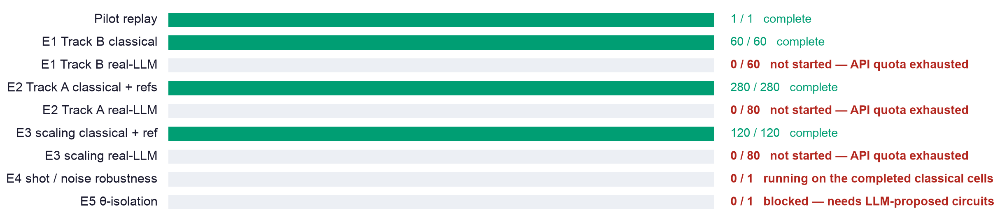 Pilot replay 1 / 1 complete
E1 Track B classical 60 / 60 complete
E1 Track B real-LLM 0 / 60 not started — API quota exhausted
E2 Track A classical + refs 280 / 280 complete
E2 Track A real-LLM 0 / 80 not started — API quota exhausted
E3 scaling classical + ref 120 / 120 complete
E3 scaling real-LLM 0 / 80 not started — API quota exhausted
E4 shot / noise robustness 0 / 1 running on the completed classical cells
E5 θ-isolation 0 / 1 blocked — needs LLM-proposed circuits